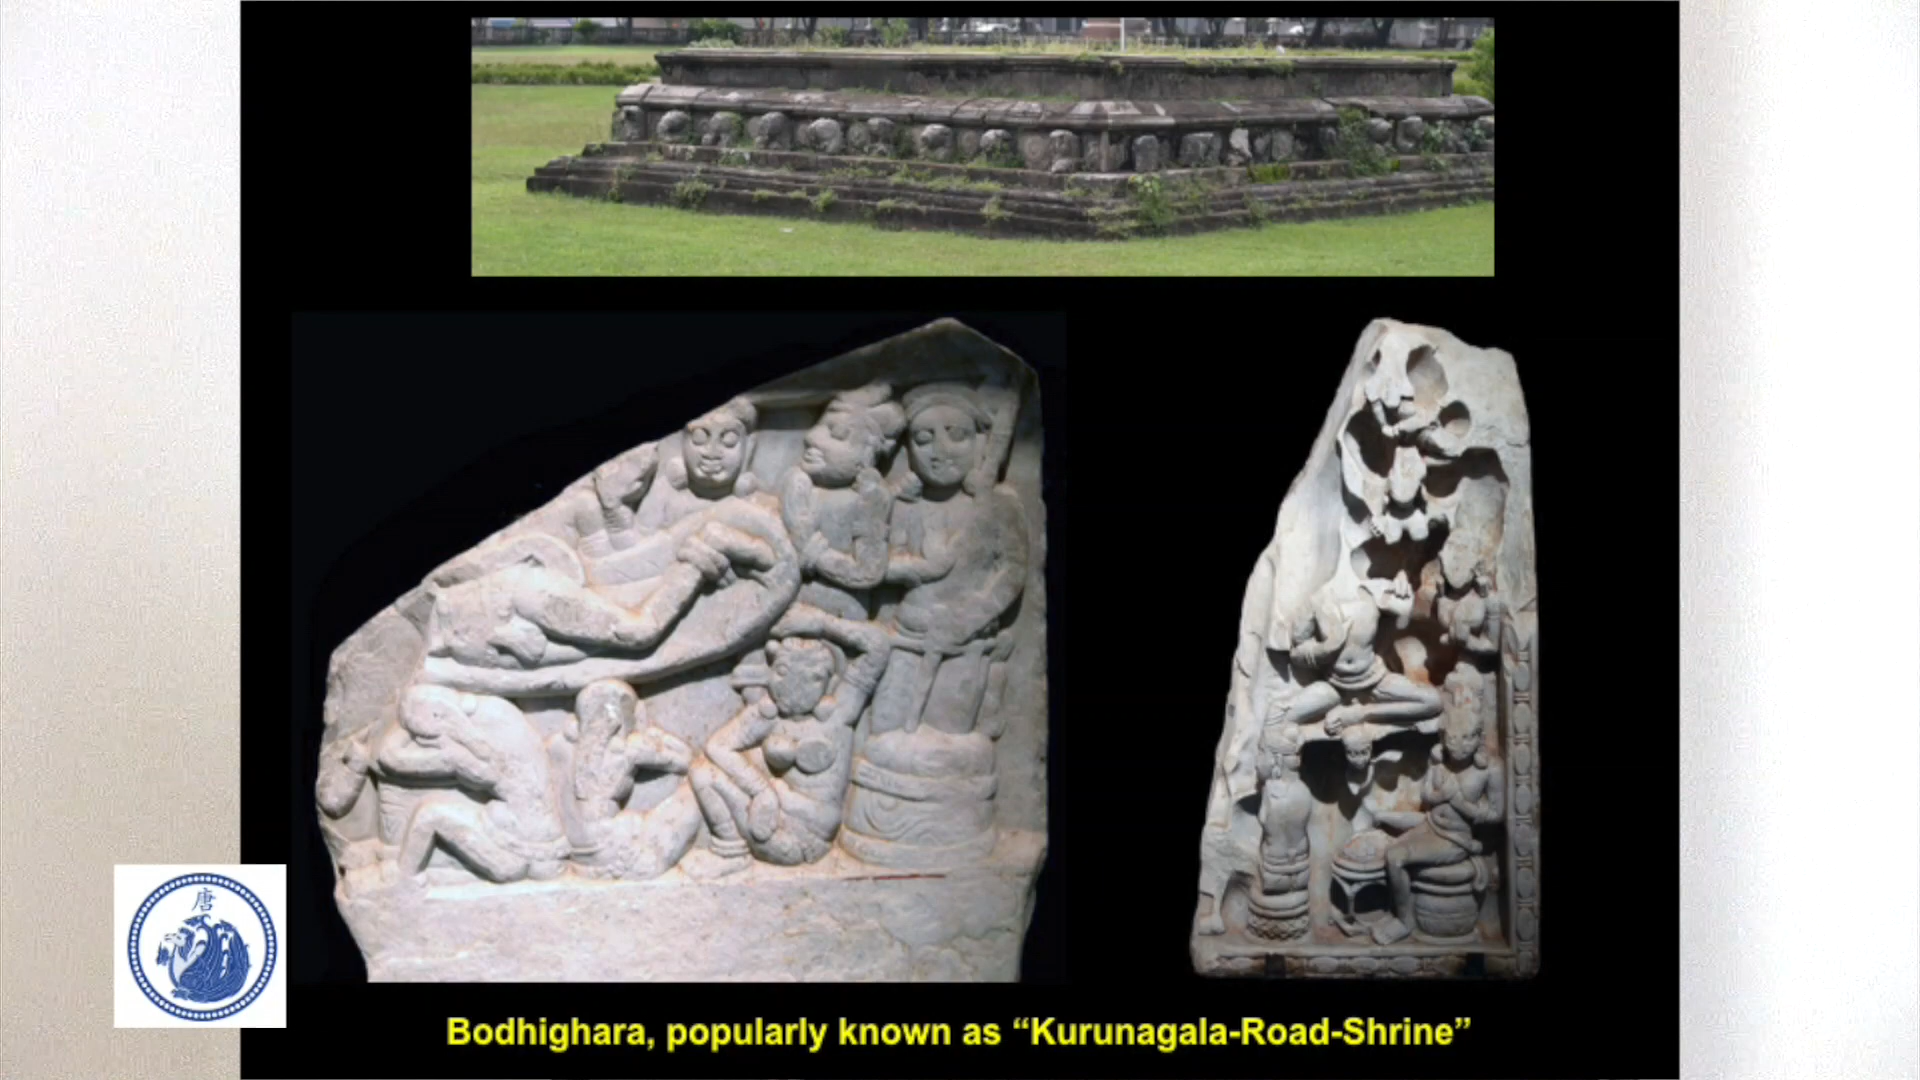 唐
Bodhighara, popularly known as “Kurunagala-Road-Shrine”